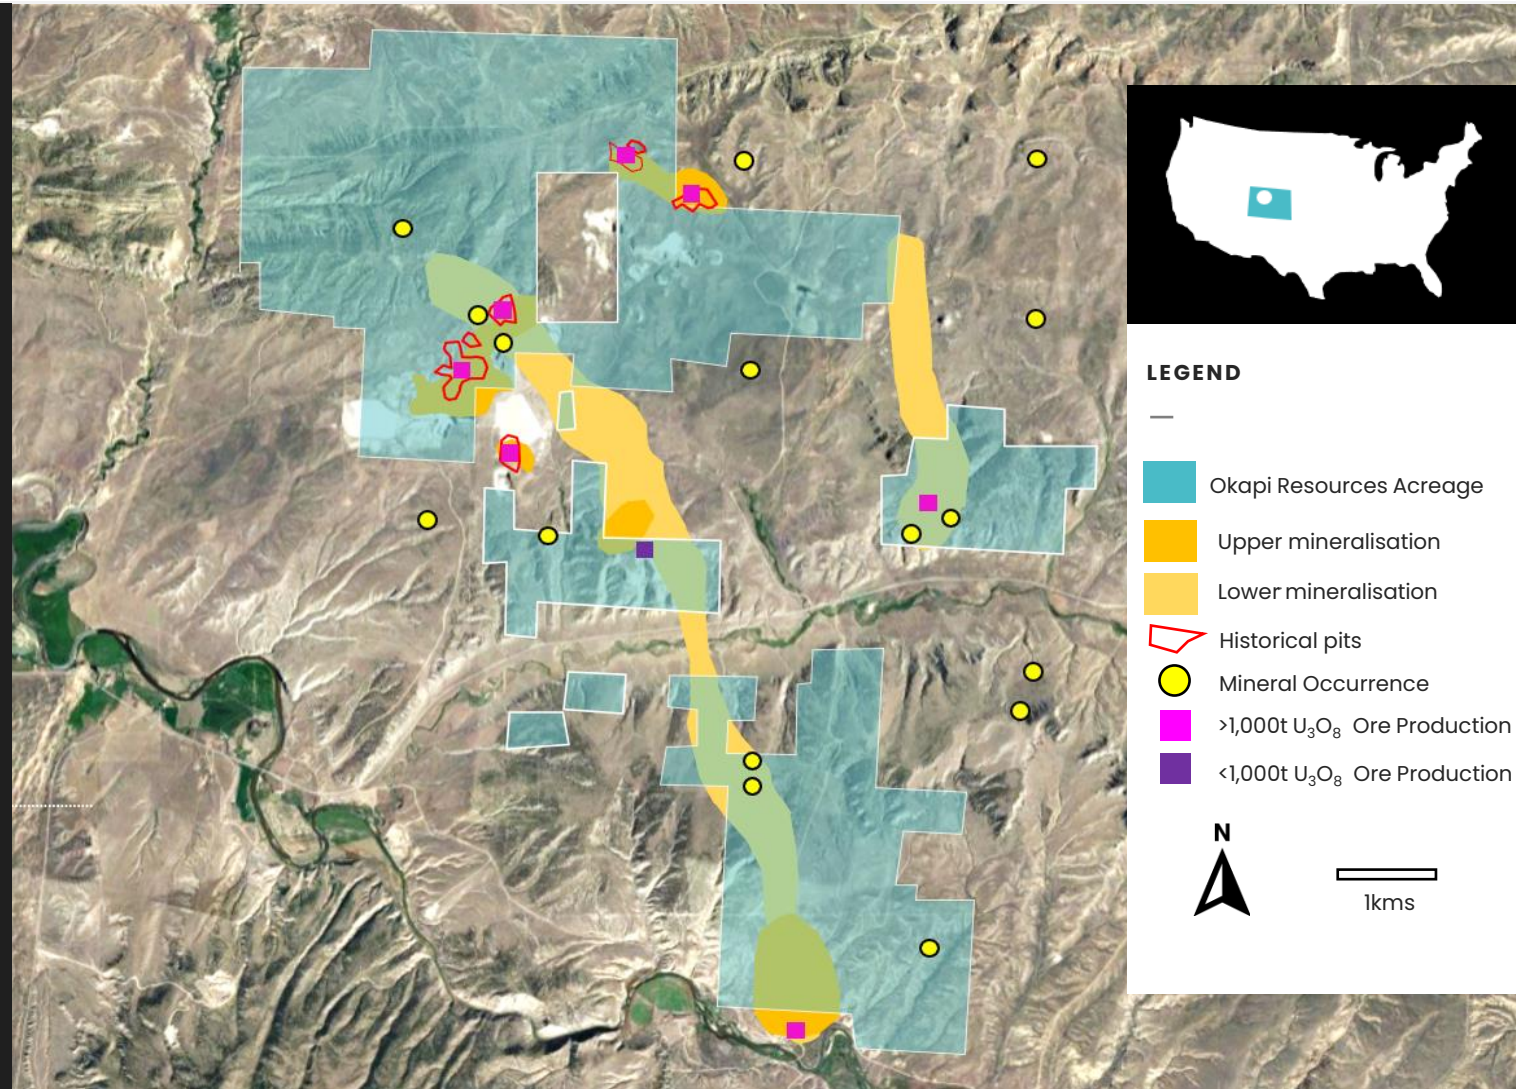 LEGEND
Okapi Resources Acreage
Upper mineralisation
Lower mineralisation
Historical pits
Mineral Occurrence
>1,000t U₃O₈ Ore Production
<1,000t U₃O₈ Ore Production
N
1kms